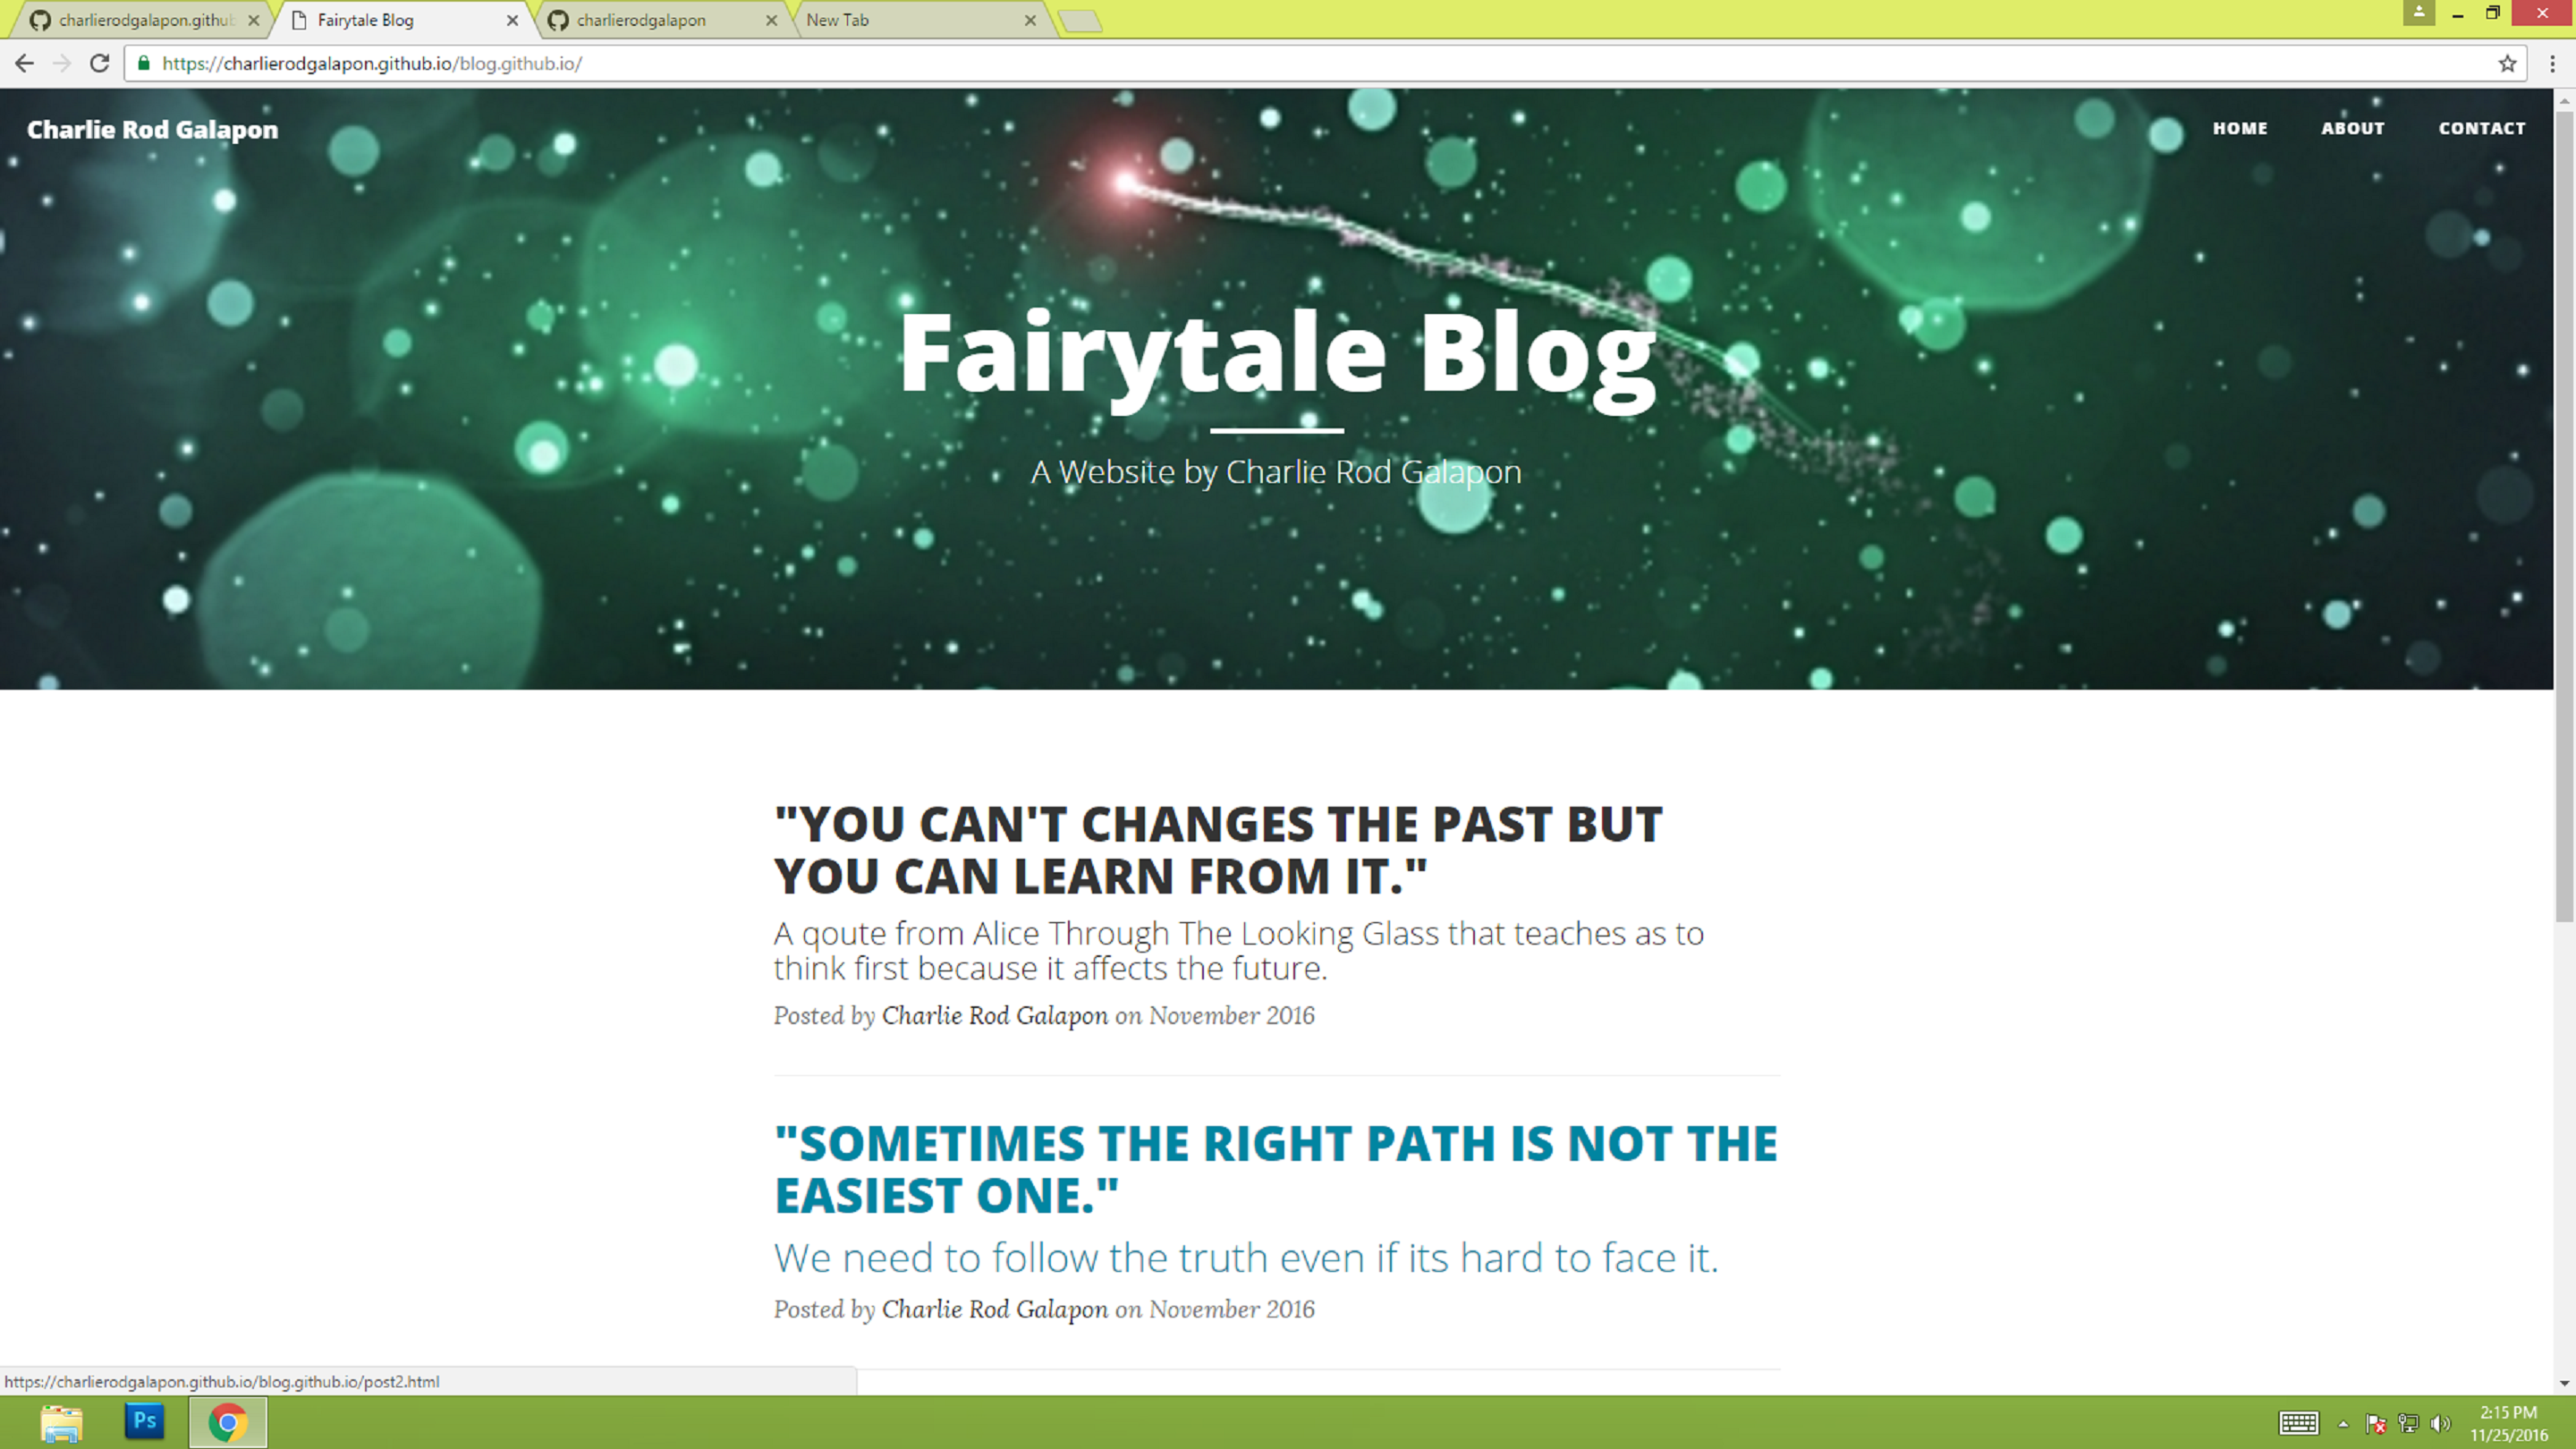 charlierodgalapon.github
Fairytale Blog
charlierodgalapon
New Tab
https://charlierodgalapon.github.io/blog.github.io/
Charlie Rod Galapon
HOME
ABOUT
CONTACT
Fairytale Blog
A Website by Charlie Rod Galapon
"YOU CAN'T CHANGES THE PAST BUT
YOU CAN LEARN FROM IT."
A qoute from Alice Through The Looking Glass that teaches as to
think first because it affects the future.
Posted by Charlie Rod Galapon on November 2016
"SOMETIMES THE RIGHT PATH IS NOT THE
EASIEST ONE."
We need to follow the truth even if its hard to face it.
Posted by Charlie Rod Galapon on November 2016
https://charlierodgalapon.github.io/blog.github.io/post2.html
Ps
2:15 PM
11/25/2016